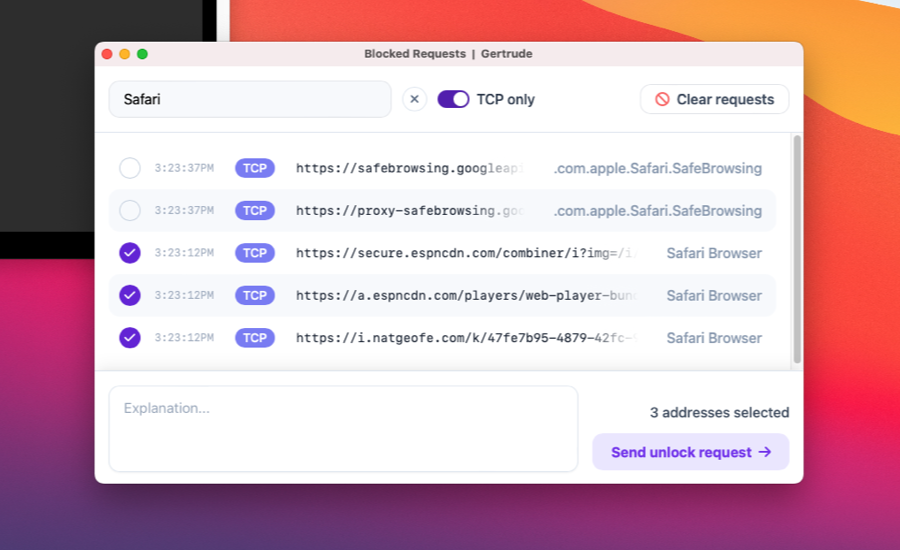 Blocked Requests | Gertrude
Safari
TCP only
Clear requests
3:23:37PM TCP https://safebrowsing.googleap .com.apple.Safari.SafeBrowsing
3:23:37PM TCP https://proxy-safebrowsing.goo .com.apple.Safari.SafeBrowsing
3:23:12PM TCP https://secure.espncdn.com/combiner/i?img=/i Safari Browser
3:23:12PM TCP https://a.espncdn.com/players/web-player-bun Safari Browser
3:23:12PM TCP https://i.natgeofe.com/k/47fe7b95-4879-42fc- Safari Browser
Explanation...
3 addresses selected
Send unlock request →